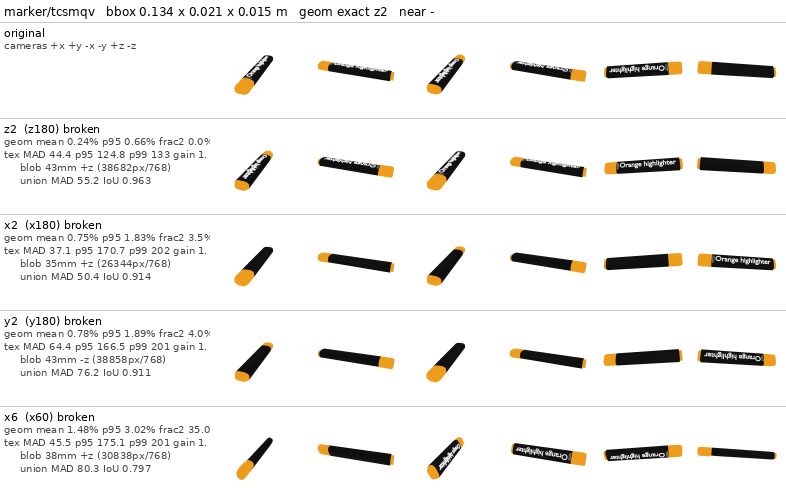 marker/tcsmqv bbox 0.134 x 0.021 x 0.015 m geom exact z2 near -
original
cameras +x +y -x -y +z -z
Orange highlighter
z2 (z180) broken
geom mean 0.24% p95 0.66% frac2 0.0%
tex MAD 44.4 p95 124.8 p99 133 gain 1.
blob 43mm +z (38682px/768)
union MAD 55.2 IoU 0.963
Orange highlighter
x2 (x180) broken
geom mean 0.75% p95 1.83% frac2 3.5%
tex MAD 37.1 p95 170.7 p99 202 gain 1.
blob 35mm +z (26344px/768)
union MAD 50.4 IoU 0.914
Orange highlighter
y2 (y180) broken
geom mean 0.78% p95 1.89% frac2 4.0%
tex MAD 64.4 p95 166.5 p99 201 gain 1.
blob 43mm -z (38858px/768)
union MAD 76.2 IoU 0.911
Orange highlighter
x6 (x60) broken
geom mean 1.48% p95 3.02% frac2 35.0
tex MAD 45.5 p95 175.1 p99 201 gain 1.
blob 38mm +z (30838px/768)
union MAD 80.3 IoU 0.797
Orange highlighter Orange highlighter